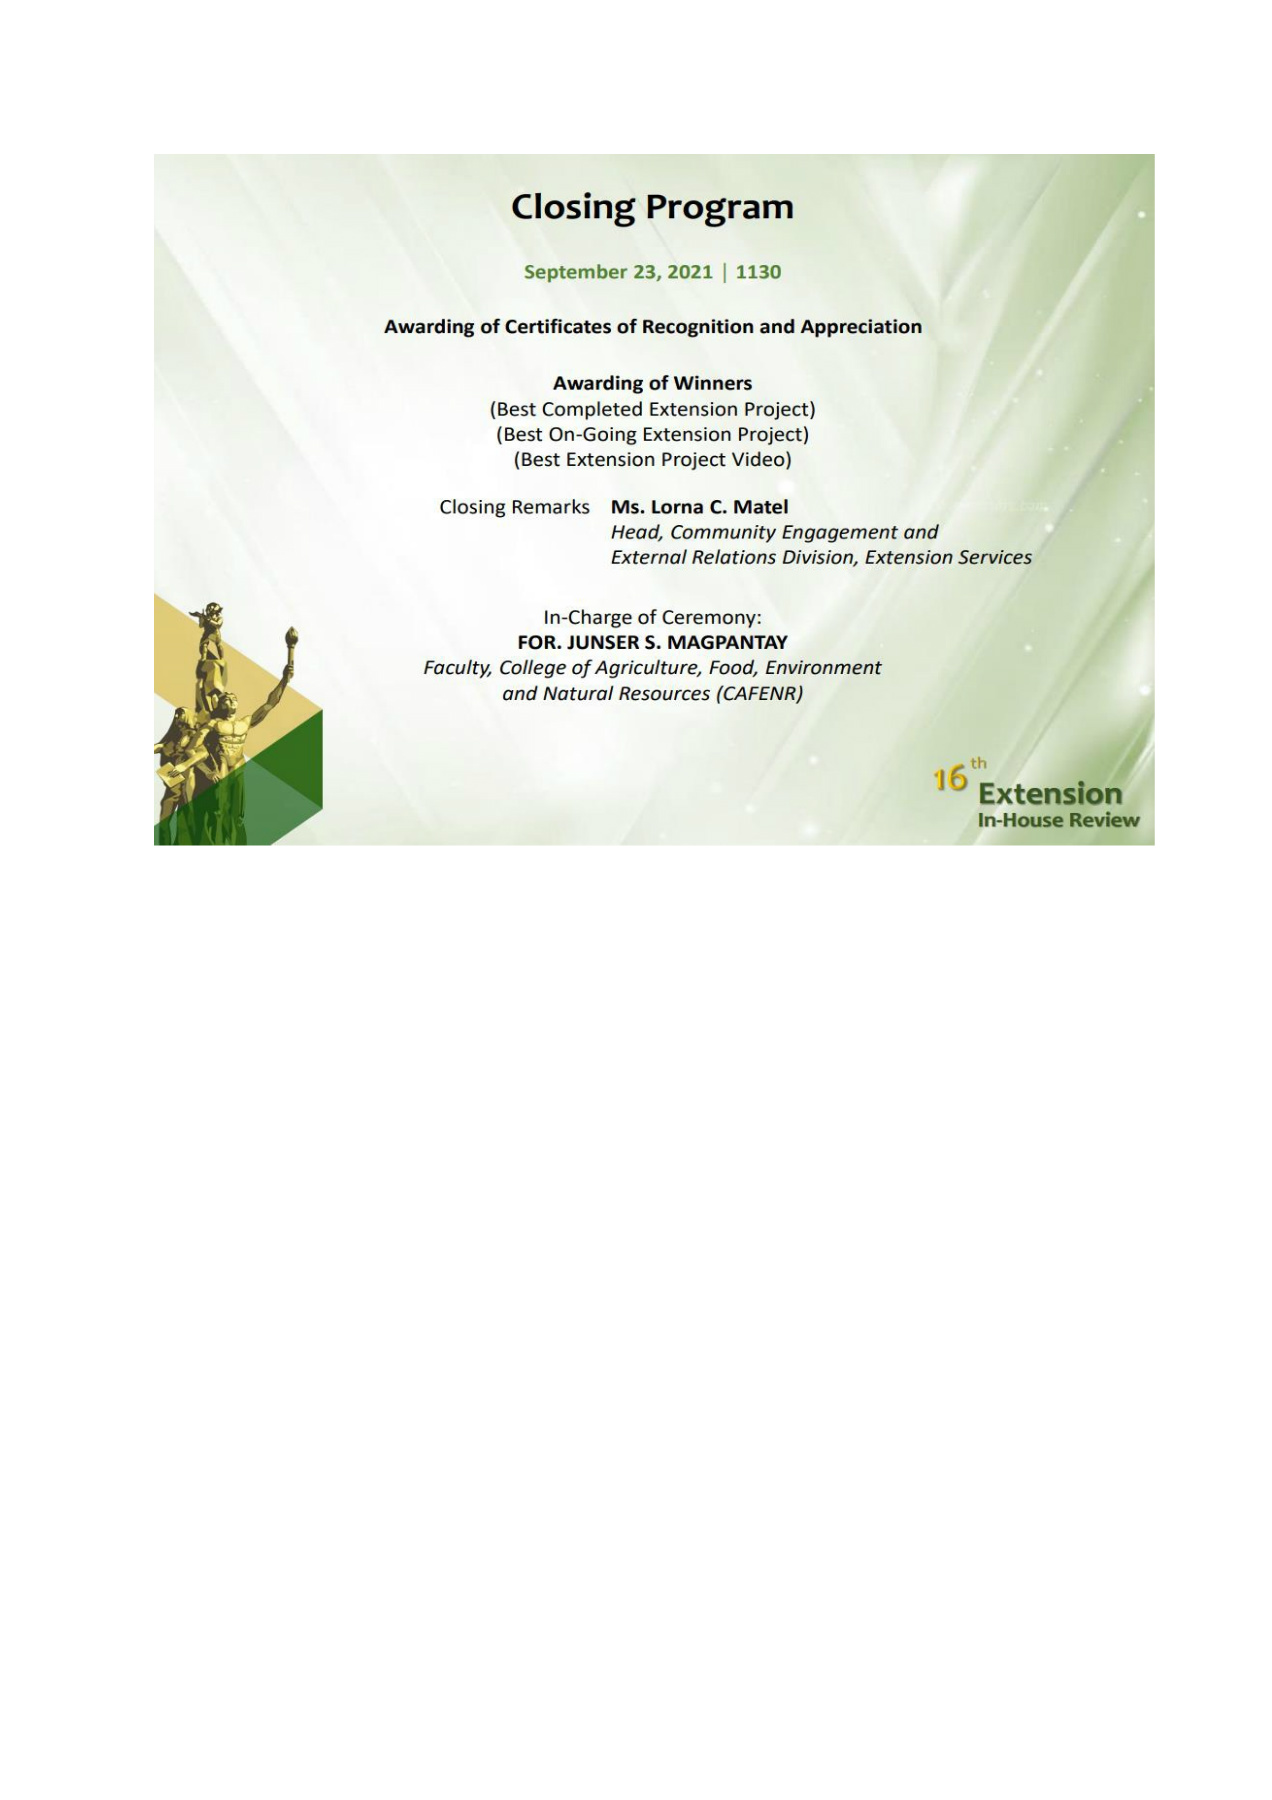 Closing Program
September 23, 2021 | 1130
Awarding of Certificates of Recognition and Appreciation
Awarding of Winners
(Best Completed Extension Project)
(Best On-Going Extension Project)
(Best Extension Project Video)
Closing Remarks Ms. Lorna C. Matel
Head, Community Engagement and
External Relations Division, Extension Services
In-Charge of Ceremony:
FOR. JUNSER S. MAGPANTAY
Faculty, College of Agriculture, Food, Environment
and Natural Resources (CAFENR)
16th
Extension
In-House Review